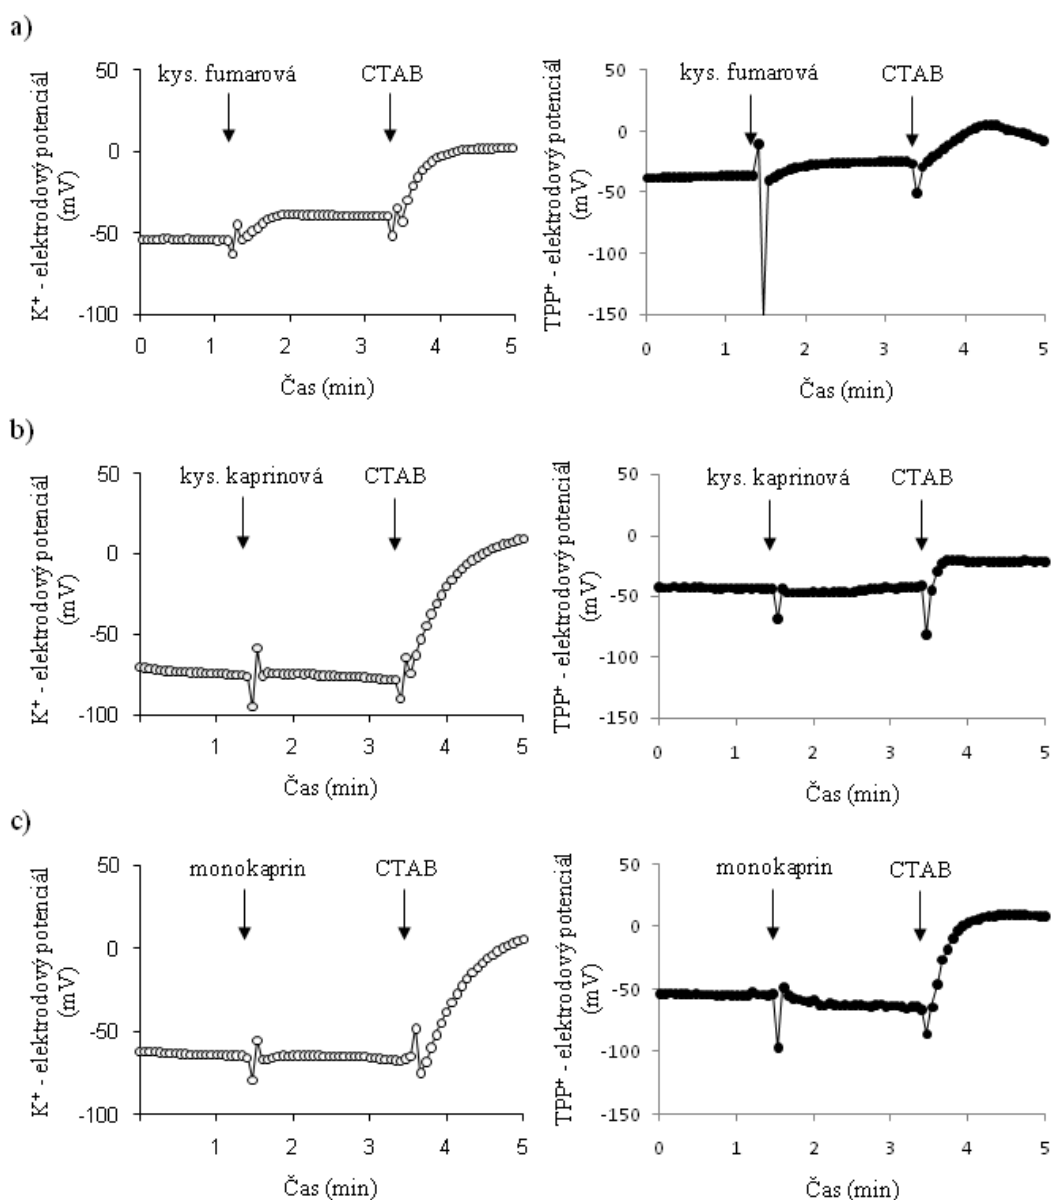 a)
K⁺ - elektrodový potenciál
(mV)
50
0
-50
-100
kys. fumarová
CTAB
0
1
2
3
4
5
Čas (min)
TPP⁺ - elektrodový potenciál
(mV)
50
0
-50
-100
-150
kys. fumarová
CTAB
0
1
2
3
4
5
Čas (min)
b)
K⁺ - elektrodový potenciál
(mV)
50
0
-50
-100
kys. kaprinová
CTAB
1
2
3
4
5
Čas (min)
TPP⁺ - elektrodový potenciál
(mV)
50
0
-50
-100
-150
kys. kaprinová
CTAB
0
1
2
3
4
5
Čas (min)
c)
K⁺ - elektrodový potenciál
(mV)
50
0
-50
-100
monokaprin
CTAB
1
2
3
4
5
Čas (min)
TPP⁺ - elektrodový potenciál
(mV)
50
0
-50
-100
-150
monokaprin
CTAB
0
1
2
3
4
5
Čas (min)